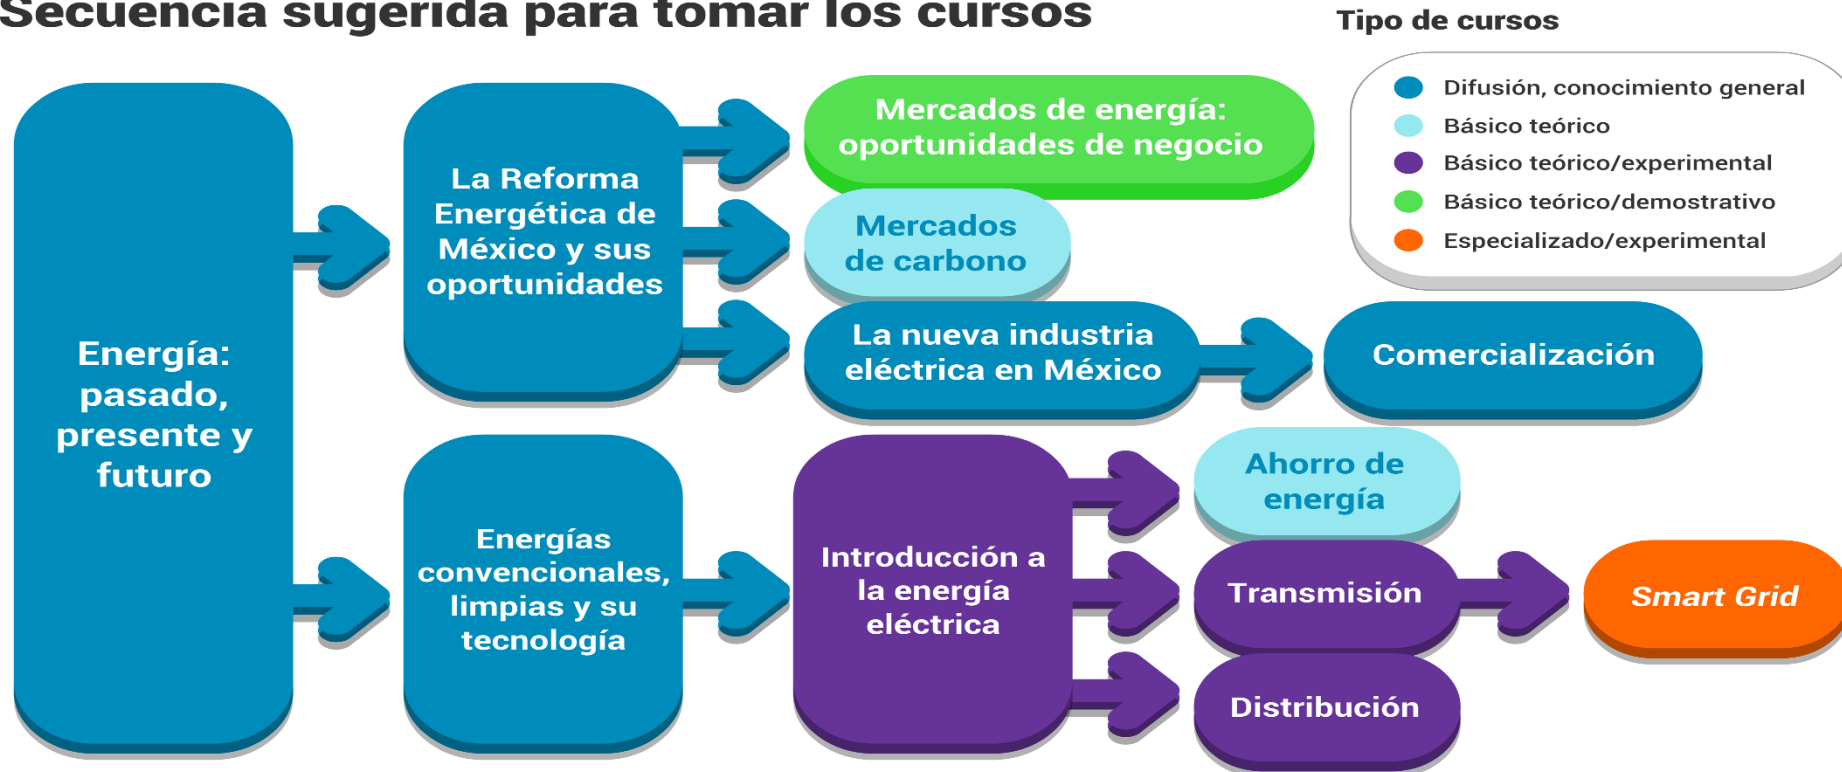 Secuencia sugerida para tomar los cursos
Tipo de cursos
Difusión, conocimiento general
Básico teórico
Básico teórico/experimental
Básico teórico/demostrativo
Especializado/experimental
Energía:
pasado,
presente y
futuro
La Reforma
Energética de
México y sus
oportunidades
Mercados de energía:
oportunidades de negocio
Mercados
de carbono
La nueva industria
eléctrica en México
Comercialización
Energías
convencionales,
limpias y su
tecnología
Introducción a
la energía
eléctrica
Ahorro de
energía
Transmisión
Smart Grid
Distribución